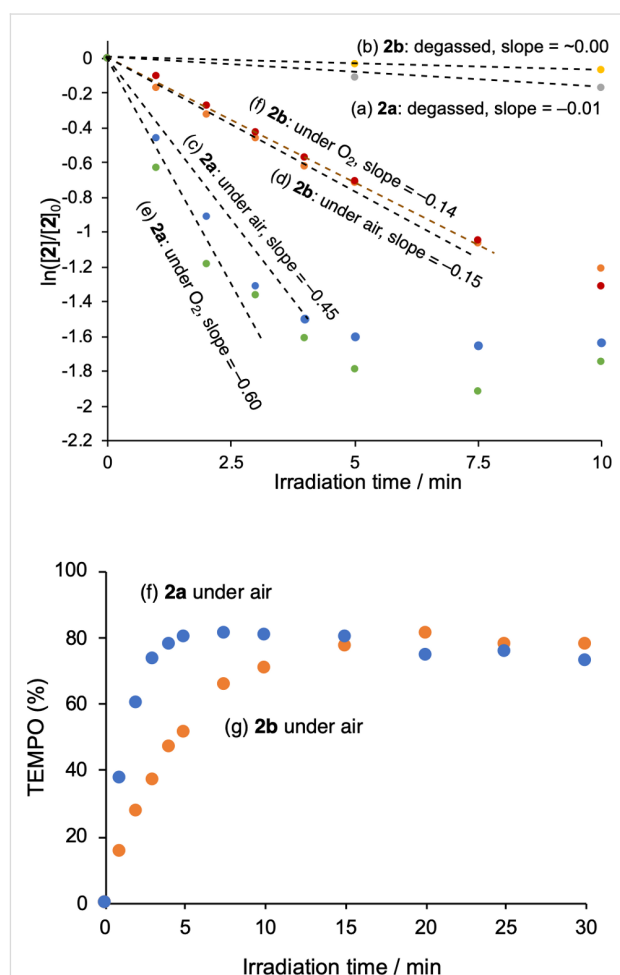 0
-0.2
-0.4
-0.6
-0.8
-1
-1.2
-1.4
-1.6
-1.8
-2
-2.2
ln([2]/[2]0)
(b) 2b: degassed, slope = ~0.00
(a) 2a: degassed, slope = –0.01
(f) 2b: under O2, slope = –0.14
(d) 2b: under air, slope = –0.15
(c) 2a: under air, slope = –0.45
(e) 2a: under O2, slope = –0.60
0 2.5 5 7.5 10
Irradiation time / min
100
80
60
40
20
0
TEMPO (%)
(f) 2a under air
(g) 2b under air
0 5 10 15 20 25 30
Irradiation time / min